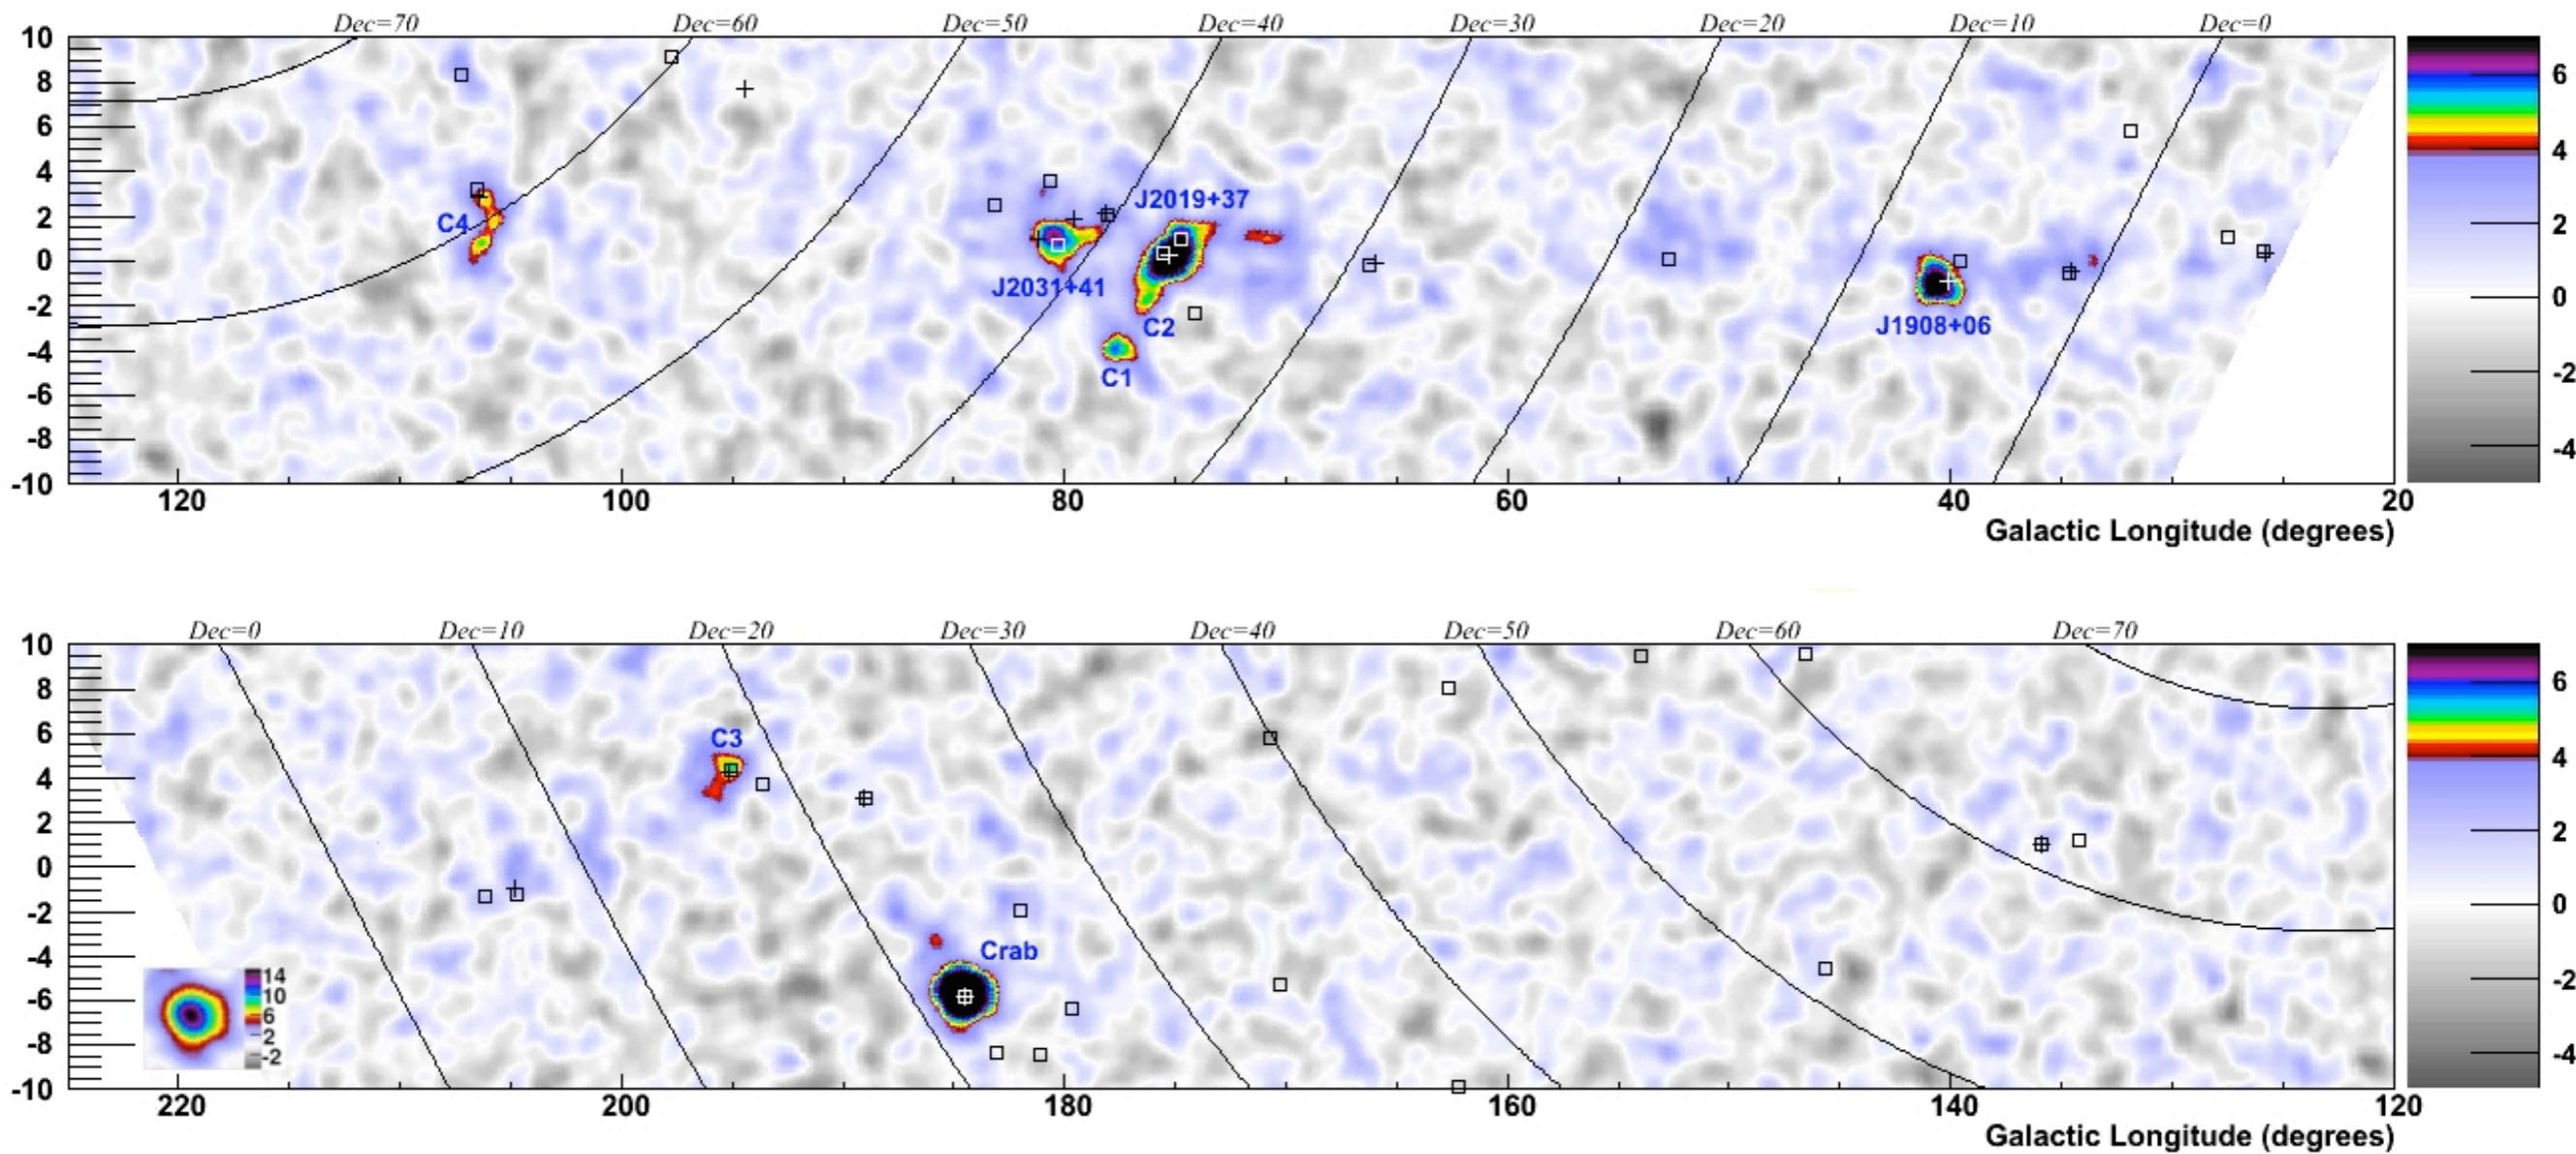 Dec=70 Dec=60 Dec=50 Dec=40 Dec=30 Dec=20 Dec=10 Dec=0
10
8
6
4
2
0
-2
-4
-6
-8
-10
C4
J2031+41
J2019+37
C2
C1
J1908+06
6
4
2
0
-2
-4
120 100 80 60 40 20
Galactic Longitude (degrees)
Dec=0 Dec=10 Dec=20 Dec=30 Dec=40 Dec=50 Dec=60 Dec=70
10
8
6
4
2
0
-2
-4
-6
-8
-10
C3
Crab
14
10
6
2
-2
6
4
2
0
-2
-4
220 200 180 160 140 120
Galactic Longitude (degrees)